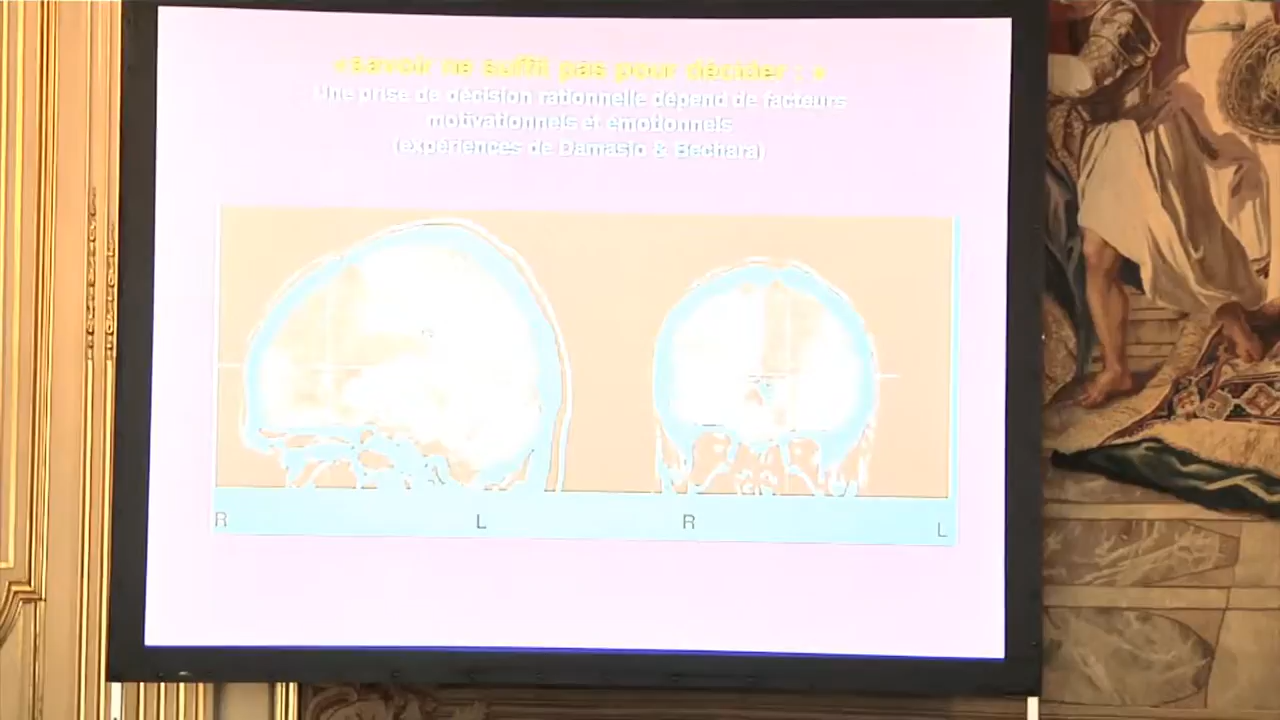 «Savoir ne suffit pas pour décider : »
Une prise de décision rationnelle dépend de facteurs
motivationnels et émotionnels
(expériences de Damasio & Bechara)
R L R L